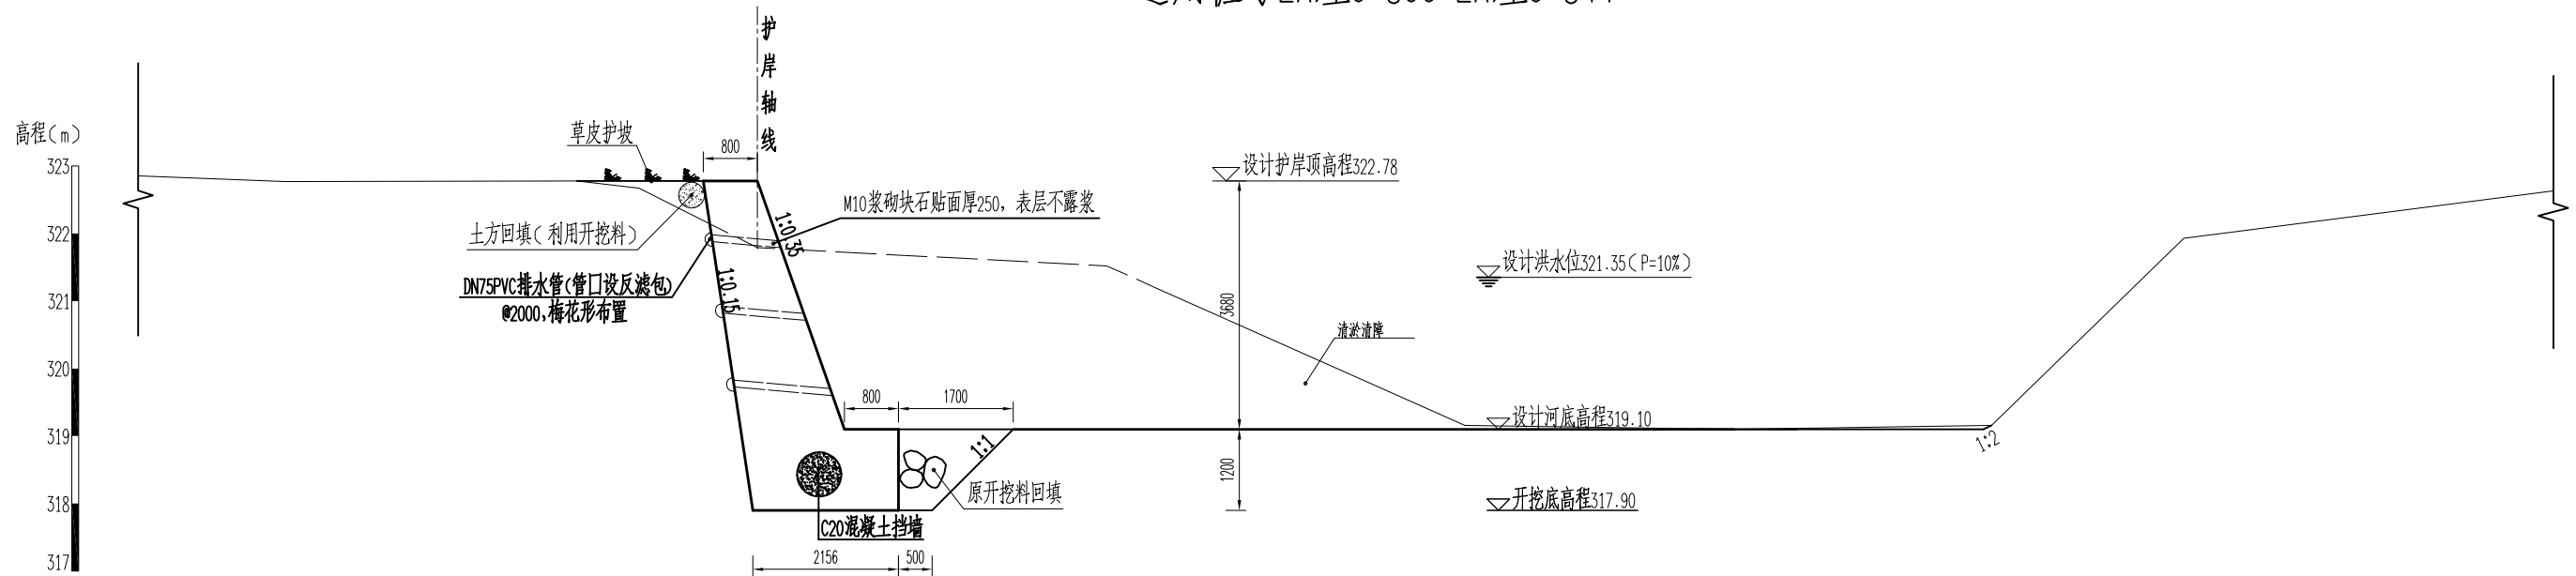 护岸轴线
高程(m)
323
322
321
320
319
318
317
草皮护坡
800
设计护岸顶高程322.78
M10浆砌块石贴面厚250，表层不露浆
1:0.35
土方回填(利用开挖料)
设计洪水位321.35(P=10%)
DN75PVC排水管(管口设反滤包)
@2000,梅花形布置
1:0.15
3680
清淤清障
800
1700
设计河底高程319.10
1:1
1:2
1200
原开挖料回填
开挖底高程317.90
C20混凝土挡墙
2156
500